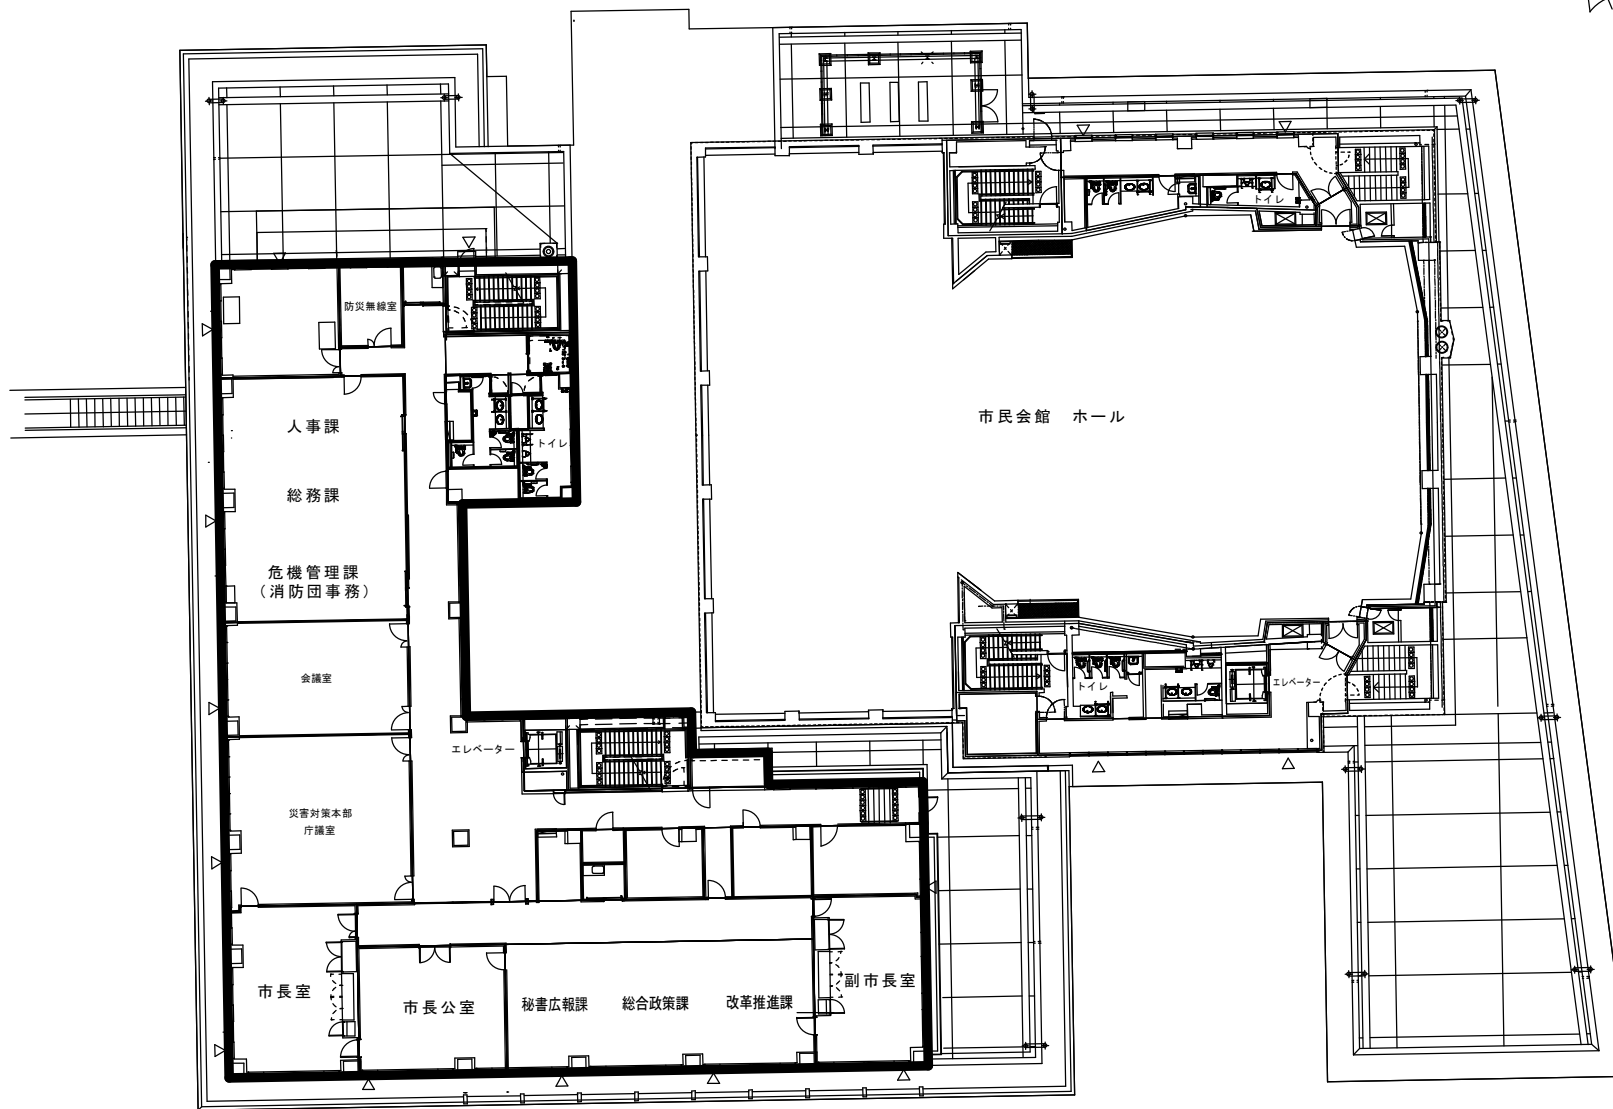 トイレ
防災無線室
市民会館　ホール
人事課
トイレ
総務課
危機管理課
（消防団事務）
会議室
トイレ
エレベーター
エレベーター
災害対策本部
庁議室
市長室
市長公室
秘書広報課
総合政策課
改革推進課
副市長室